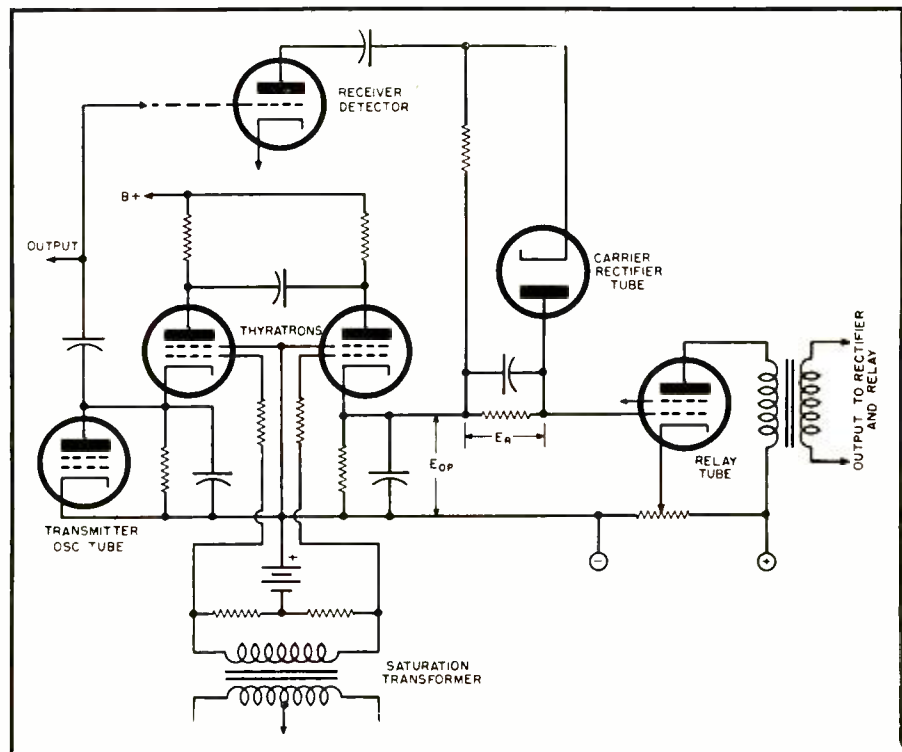 RECEIVER
DETECTOR
B+
OUTPUT
CARRIER
RECTIFIER
TUBE
THYRATRONS
E_R
E_OP
RELAY
TUBE
OUTPUT TO RECTIFIER
AND RELAY
TRANSMITTER
OSC TUBE
+
−
+
SATURATION
TRANSFORMER